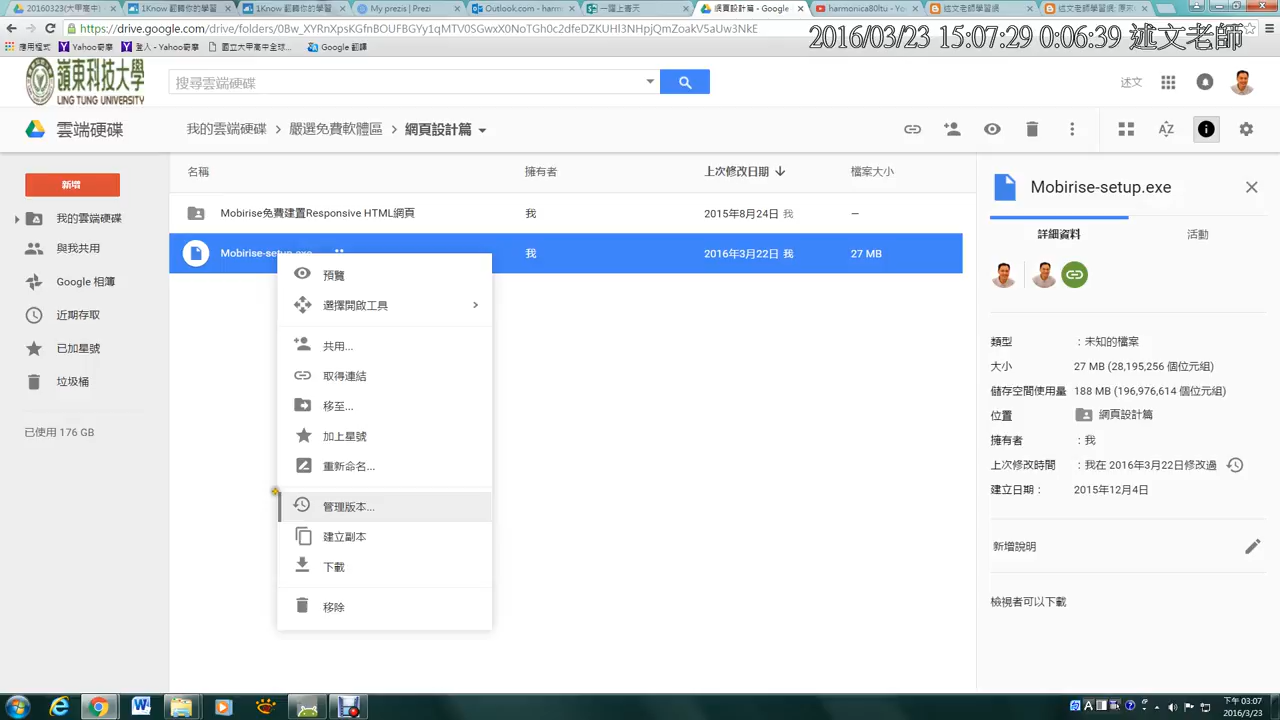 20160323(大甲高中
1Know 翻轉你的學習
1Know 翻轉你的學習
My prezis | Prezi
Outlook.com - harm
一躍上青天
網頁設計篇 - Google
harmonica80tu - Yo
述文老師學習網
述文老師學習網: 厚茶
https://drive.google.com/drive/folders/0Bw_XYRnXpsKGfnBOUFBGYy1qMTV0SGwxX0NoTGh0c2dfeDZKUHI3NHpjQmZoakV5aUw3NkE
2016/03/23 15:07:29 0:06:39 述文老師
應用程式
Yahoo奇摩
登入 - Yahoo奇摩
國立大甲高中全球...
Google 翻譯
嶺東科技大學
LING TUNG UNIVERSITY
搜尋雲端硬碟
述文
雲端硬碟
我的雲端硬碟 > 嚴選免費軟體區 > 網頁設計篇
新增
我的雲端硬碟
與我共用
Google 相簿
近期存取
已加星號
垃圾桶
已使用 176 GB
名稱 擁有者 上次修改日期 檔案大小
Mobirise免費建置Responsive HTML網頁 我 2015年8月24日 我 –
Mobirise-setup.exe 我 2016年3月22日 我 27 MB
預覽
選擇開啟工具
共用...
取得連結
移至...
加上星號
重新命名...
管理版本...
建立副本
下載
移除
Mobirise-setup.exe
詳細資料 活動
類型 :未知的檔案
大小 27 MB (28,195,256 個位元組)
儲存空間使用量 188 MB (196,976,614 個位元組)
位置 網頁設計篇
擁有者 :我
上次修改時間 :我在 2016年3月22日修改過
建立日期: 2015年12月4日
新增說明
檢視者可以下載
下午 03:07
2016/3/23